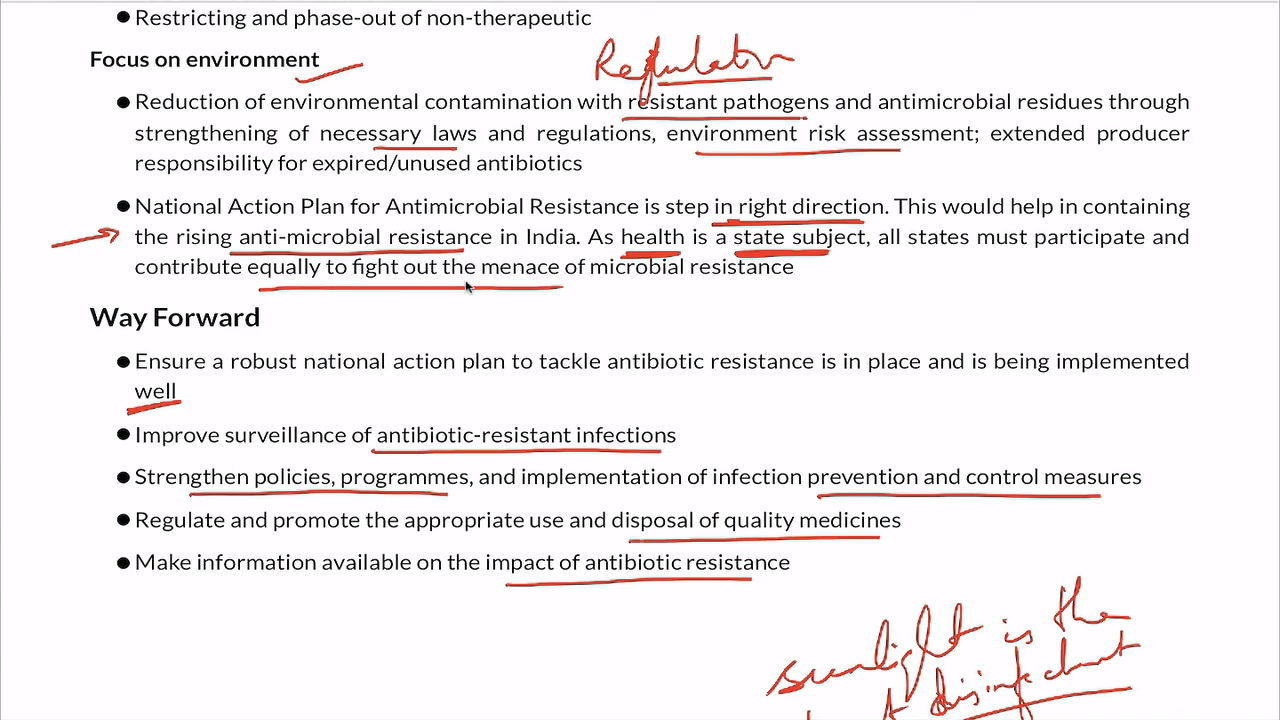 ● Restricting and phase-out of non-therapeutic
Focus on environment
Regulation
● Reduction of environmental contamination with resistant pathogens and antimicrobial residues through
strengthening of necessary laws and regulations, environment risk assessment; extended producer
responsibility for expired/unused antibiotics
● National Action Plan for Antimicrobial Resistance is step in right direction. This would help in containing
the rising anti-microbial resistance in India. As health is a state subject, all states must participate and
contribute equally to fight out the menace of microbial resistance
Way Forward
● Ensure a robust national action plan to tackle antibiotic resistance is in place and is being implemented
well
● Improve surveillance of antibiotic-resistant infections
● Strengthen policies, programmes, and implementation of infection prevention and control measures
● Regulate and promote the appropriate use and disposal of quality medicines
● Make information available on the impact of antibiotic resistance
sunlight is the
disinfectant